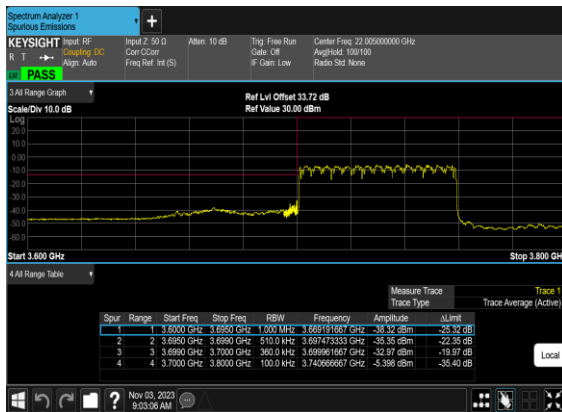 Spectrum Analyzer 1
Spurious Emissions
KEYSIGHT Input: RF Input Z: 50 Ω Atten: 10 dB Trig: Free Run Center Freq: 22.005000000 GHz
R T Coupling: DC Corr CCorr Gate: Off Avg|Hold: 100/100
Align: Auto Freq Ref: Int (S) IF Gain: Low Radio Std: None
PASS
3 All Range Graph
Ref Lvl Offset 33.72 dB
Scale/Div 10.0 dB Ref Value 30.00 dBm
Log
20.0
10.0
0.00
-10.0
-20.0
-30.0
-40.0
-50.0
-60.0
Start 3.600 GHz Stop 3.800 GH
4 All Range Table
Measure Trace Trace 1
Trace Type Trace Average (Active)
Spur Range Start Freq Stop Freq RBW Frequency Amplitude ΔLimit
1 1 3.6000 GHz 3.6950 GHz 1.000 MHz 3.669191667 GHz -38.32 dBm -25.32 dB
2 2 3.6950 GHz 3.6990 GHz 510.0 kHz 3.697473333 GHz -35.35 dBm -22.35 dB
3 3 3.6990 GHz 3.7000 GHz 360.0 kHz 3.699961667 GHz -32.97 dBm -19.97 dB
4 4 3.7000 GHz 3.8000 GHz 100.0 kHz 3.740666667 GHz -5.398 dBm -35.40 dB
Local
Nov 03, 2023
9:03:06 AM